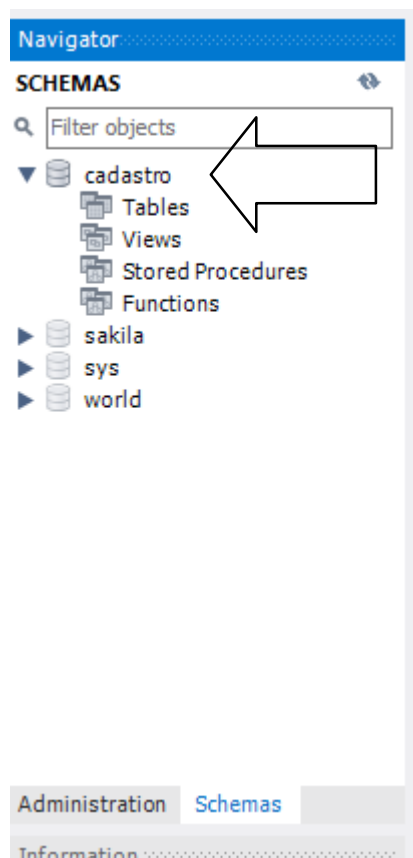 Navigator
SCHEMAS
Filter objects
cadastro
Tables
Views
Stored Procedures
Functions
sakila
sys
world
Administration Schemas
Information